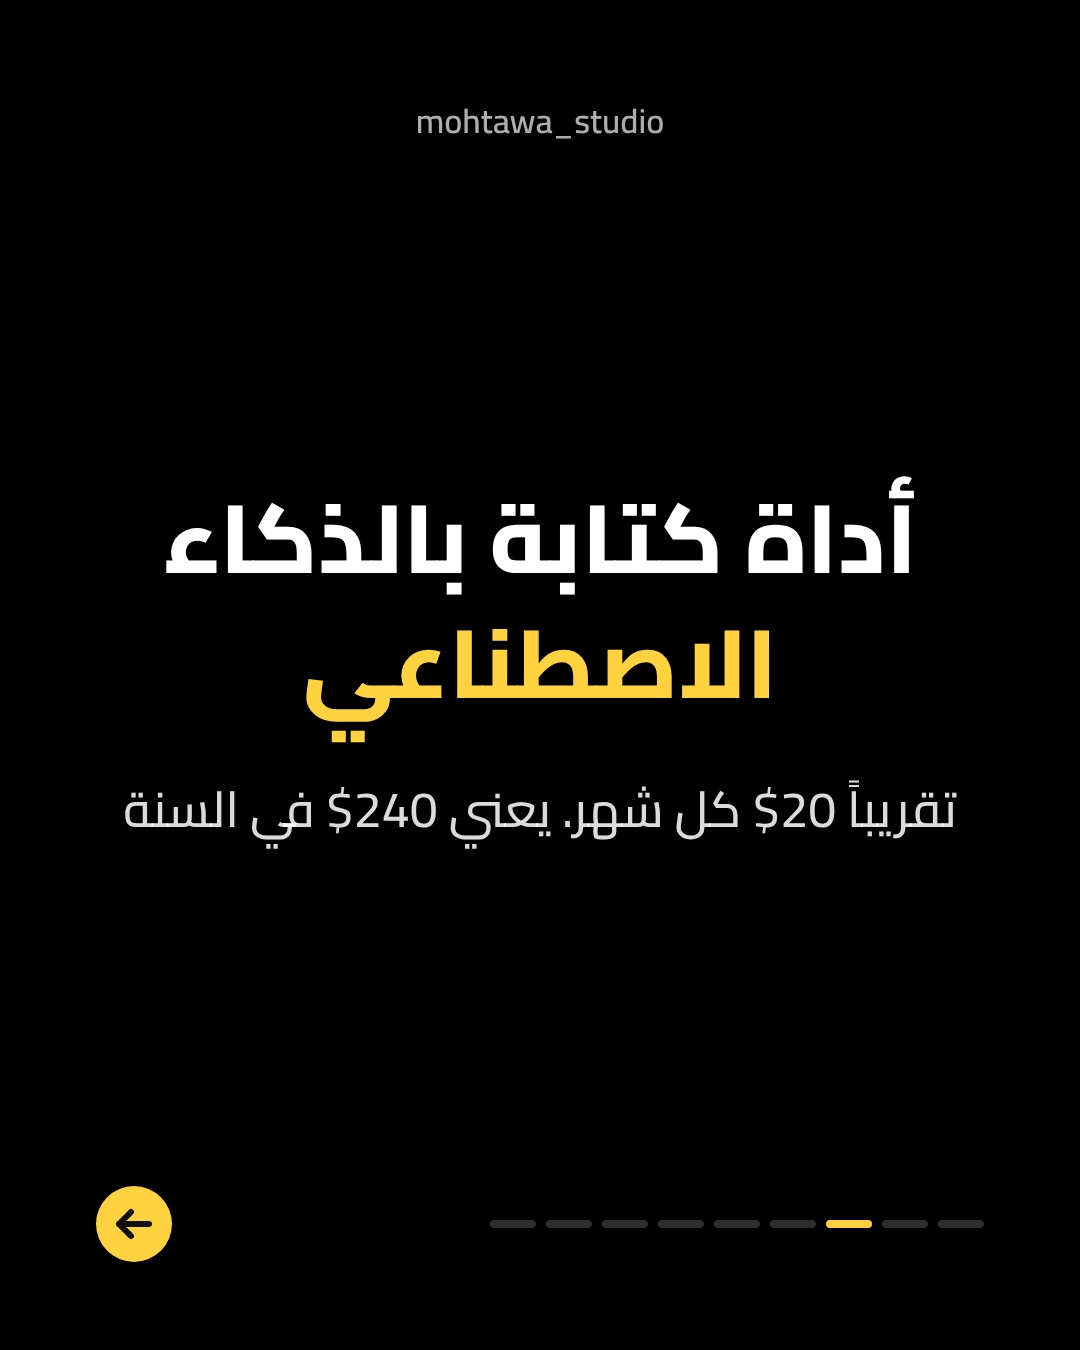 mohtawa_studio
أداة كتابة بالذكاء
الاصطناعي
تقريباً 20$ كل شهر. يعني 240$ في السنة